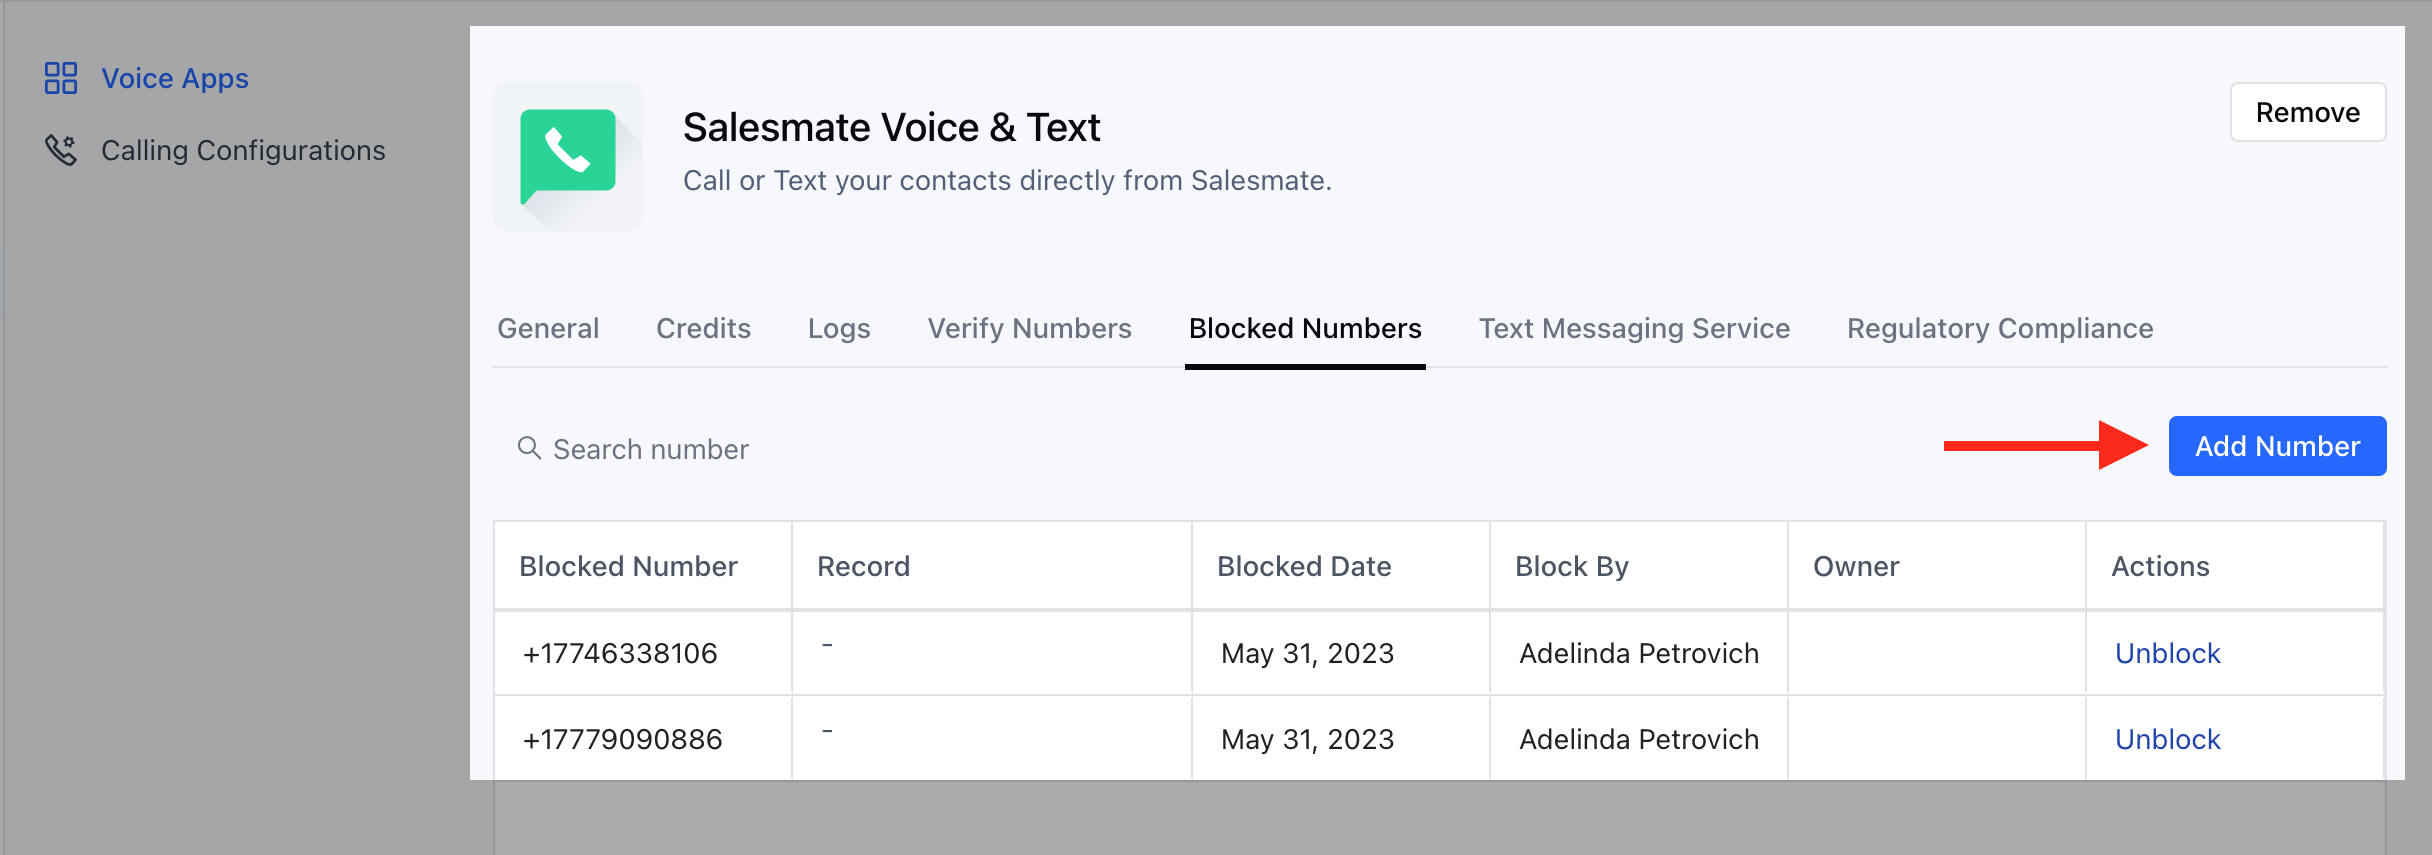 Voice Apps
Calling Configurations
Salesmate Voice & Text
Call or Text your contacts directly from Salesmate.
Remove
General Credits Logs Verify Numbers Blocked Numbers Text Messaging Service Regulatory Compliance
Search number
Add Number
Blocked Number Record Blocked Date Block By Owner Actions
+17746338106 - May 31, 2023 Adelinda Petrovich Unblock
+17779090886 - May 31, 2023 Adelinda Petrovich Unblock